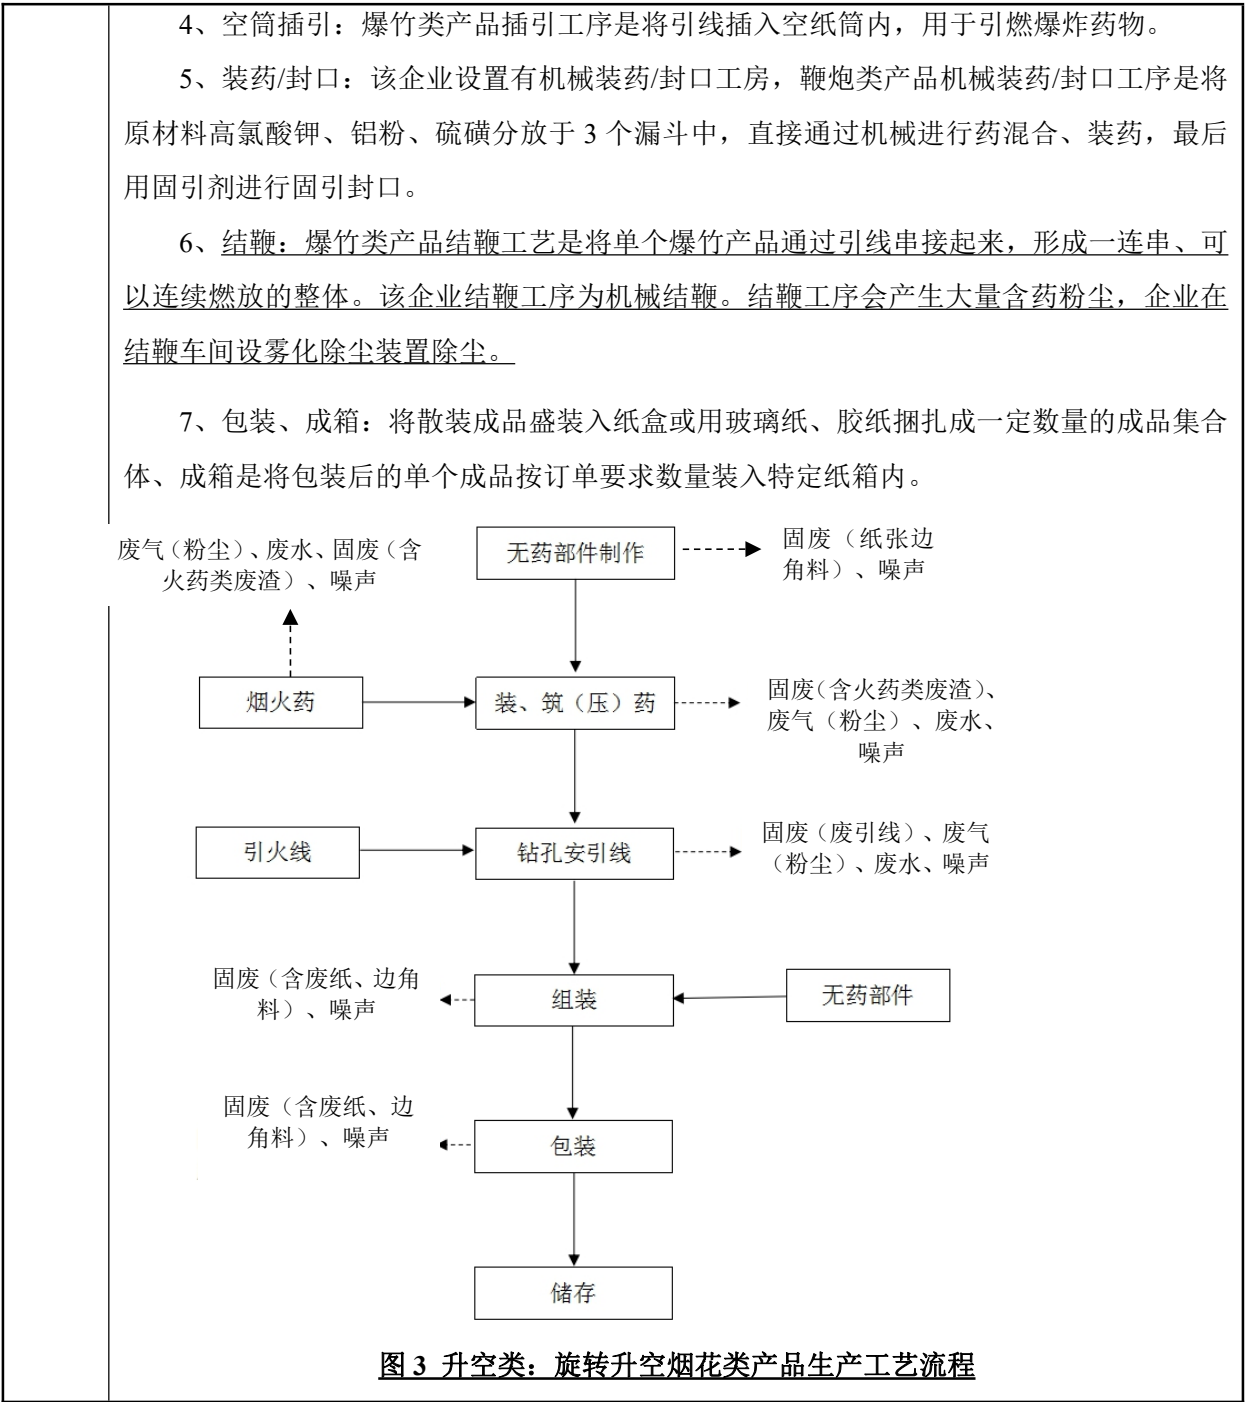 4、空筒插引：爆竹类产品插引工序是将引线插入空纸筒内，用于引燃爆炸药物。
5、装药/封口：该企业设置有机械装药/封口工房，鞭炮类产品机械装药/封口工序是将
原材料高氯酸钾、铝粉、硫磺分放于 3 个漏斗中，直接通过机械进行药混合、装药，最后
用固引剂进行固引封口。
6、结鞭：爆竹类产品结鞭工艺是将单个爆竹产品通过引线串接起来，形成一连串、可
以连续燃放的整体。该企业结鞭工序为机械结鞭。结鞭工序会产生大量含药粉尘，企业在
结鞭车间设雾化除尘装置除尘。
7、包装、成箱：将散装成品盛装入纸盒或用玻璃纸、胶纸捆扎成一定数量的成品集合
体、成箱是将包装后的单个成品按订单要求数量装入特定纸箱内。
废气（粉尘）、废水、固废（含
火药类废渣）、噪声
无药部件制作
固废（纸张边
角料）、噪声
烟火药
装、筑（压）药
固废（含火药类废渣）、
废气（粉尘）、废水、
噪声
引火线
钻孔安引线
固废（废引线）、废气
（粉尘）、废水、噪声
固废（含废纸、边角
料）、噪声
组装
无药部件
固废（含废纸、边
角料）、噪声
包装
储存
图 3 升空类：旋转升空烟花类产品生产工艺流程